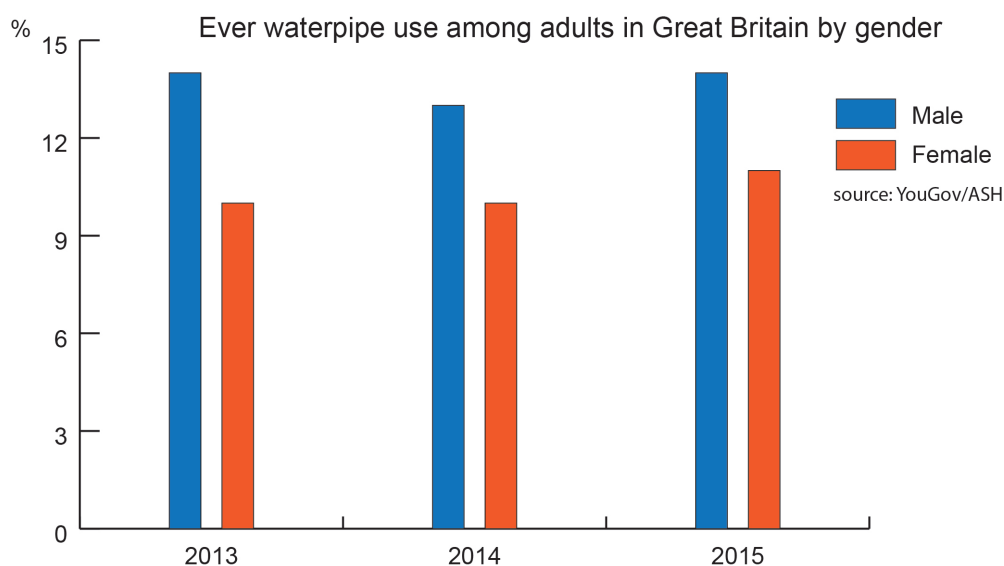 %
Ever waterpipe use among adults in Great Britain by gender
15
12
9
6
3
0
Male
Female
source: YouGov/ASH
2013
2014
2015